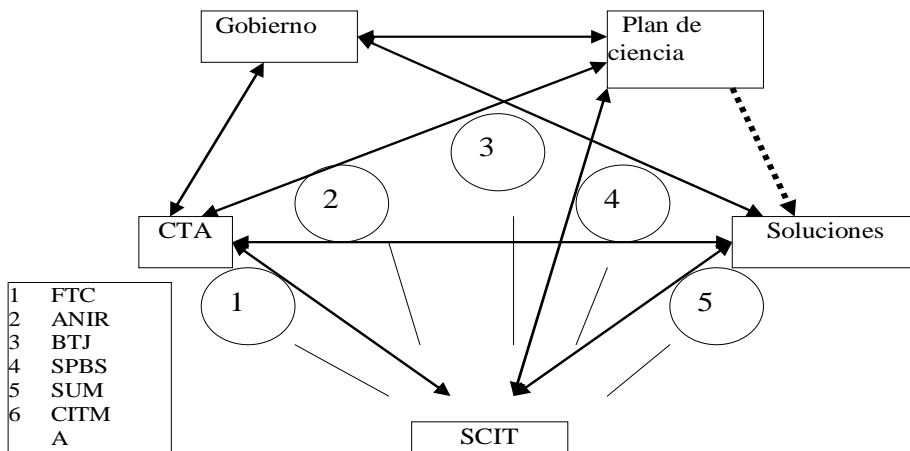 Gobierno
Plan de
ciencia
3
2
4
CTA
Soluciones
1
5
1 FTC
2 ANIR
3 BTJ
4 SPBS
5 SUM
6 CITM
A
SCIT